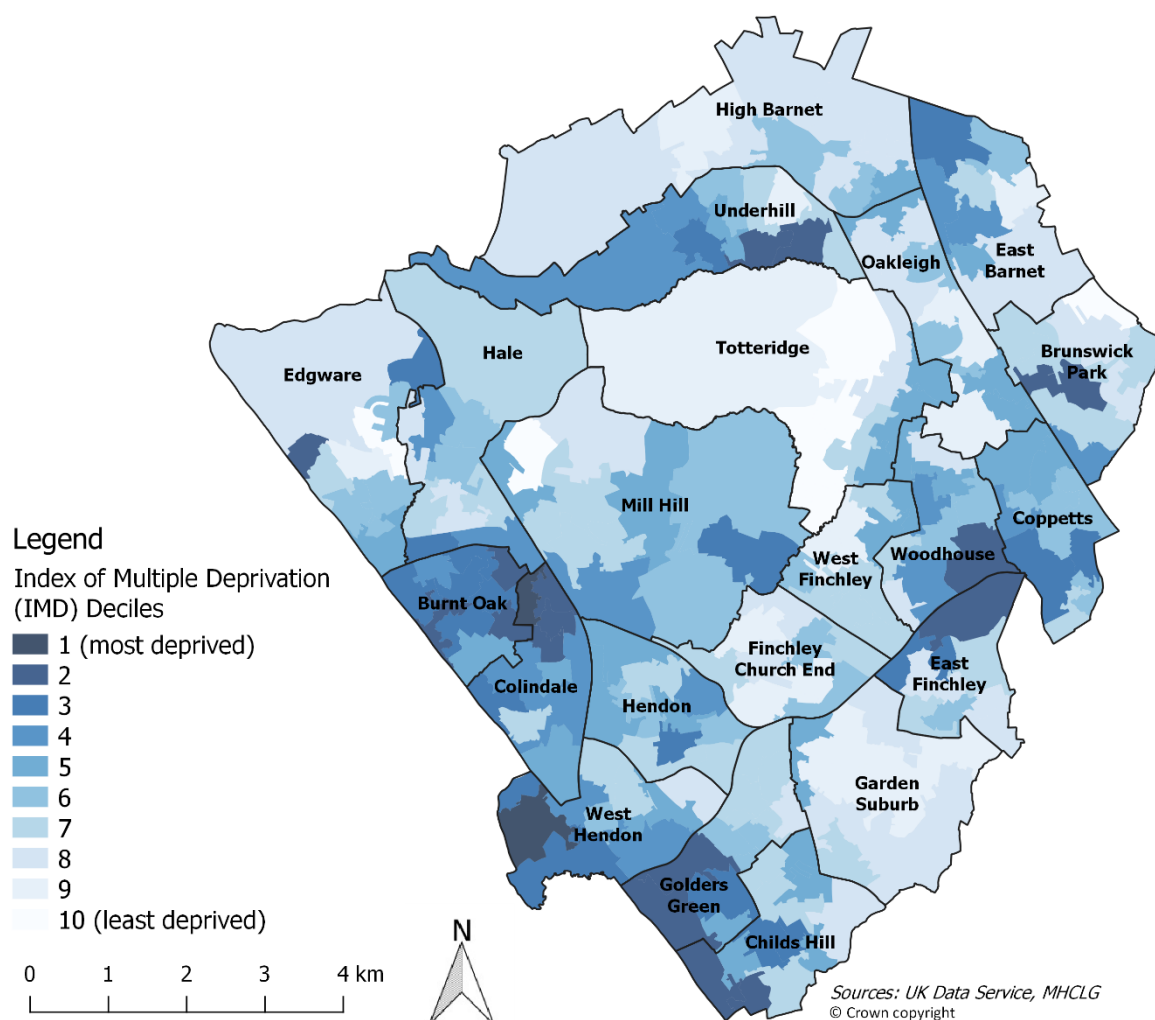 High Barnet
Underhill
Oakleigh
East
Barnet
Hale
Totteridge
Edgware
Brunswick
Park
Mill Hill
Coppetts
West
Finchley
Woodhouse
Burnt Oak
Finchley
Church End
East
Finchley
Colindale
Hendon
Garden
Suburb
West
Hendon
Golders
Green
Childs Hill
Legend
Index of Multiple Deprivation
(IMD) Deciles
1 (most deprived)
2
3
4
5
6
7
8
9
10 (least deprived)
0 1 2 3 4 km
N
Sources: UK Data Service, MHCLG
© Crown copyright